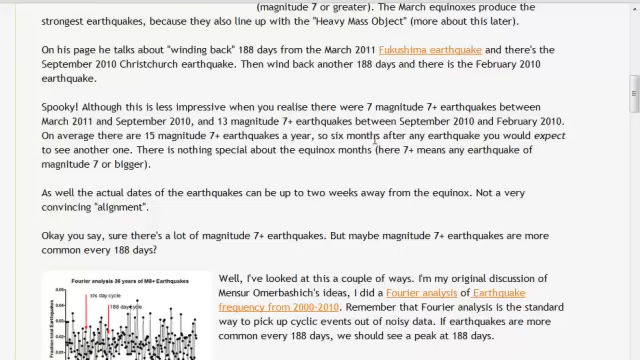 (magnitude 7 or greater). The March equinoxes produce the
strongest earthquakes, because they also line up with the "Heavy Mass Object" (more about this later).
On his page he talks about "winding back" 188 days from the March 2011 Fukushima earthquake and there's the
September 2010 Christchurch earthquake. Then wind back another 188 days and there is the February 2010
earthquake.
Spooky! Although this is less impressive when you realise there were 7 magnitude 7+ earthquakes between
March 2011 and September 2010, and 13 magnitude 7+ earthquakes between September 2010 and February 2010.
On average there are 15 magnitude 7+ earthquakes a year, so six months after any earthquake you would expect
to see another one. There is nothing special about the equinox months (here 7+ means any earthquake of
magnitude 7 or bigger).
As well the actual dates of the earthquakes can be up to two weeks away from the equinox. Not a very
convincing "alignment".
Okay you say, sure there's a lot of magnitude 7+ earthquakes. But maybe magnitude 7+ earthquakes are more
common every 188 days?
Fourier analysis 36 years of M8+ Earthquakes
188 day cycle
0.05
0.04
0.03
0.02
Well, I've looked at this a couple of ways. I'm my original discussion of
Mensur Omerbashich's ideas, I did a Fourier analysis of Earthquake
frequency from 2000-2010. Remember that Fourier analysis is the standard
way to pick up cyclic events out of noisy data. If earthquakes are more
common every 188 days, we should see a peak at 188 days.